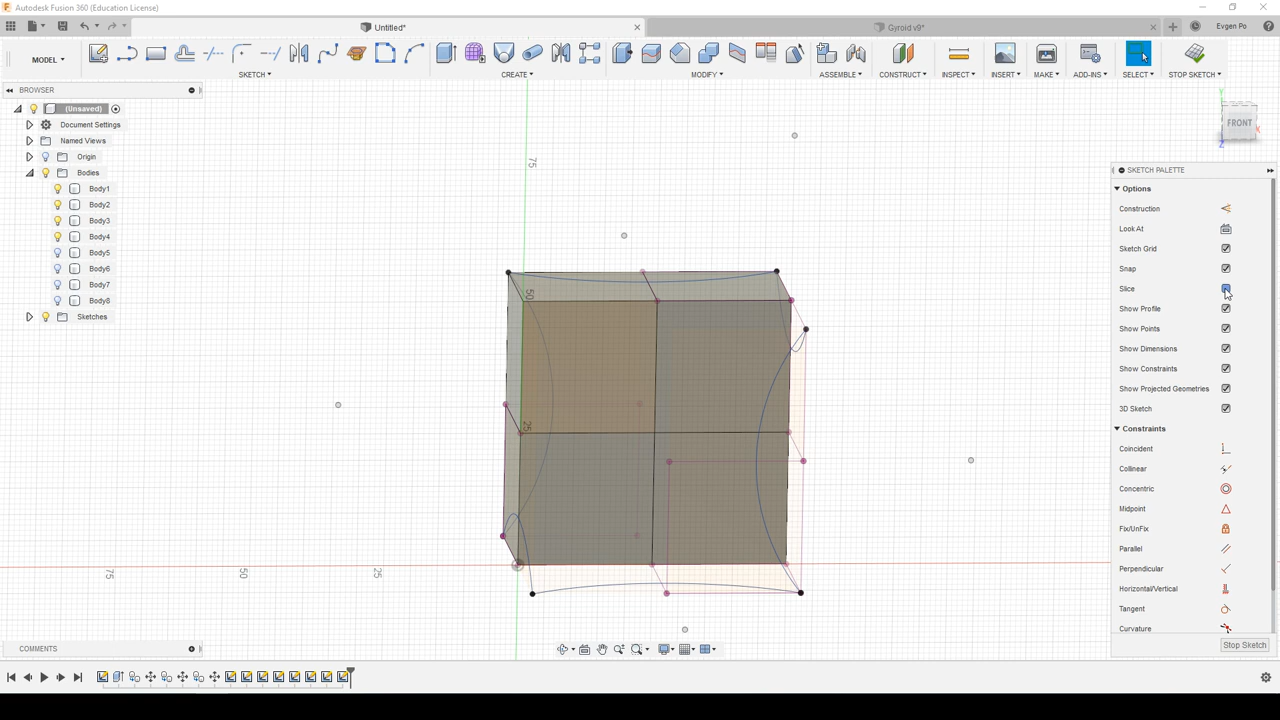 Autodesk Fusion 360 (Education License)
Untitled*
Gyroid v9*
Evgen Po
MODEL
SKETCH
CREATE
MODIFY
ASSEMBLE
CONSTRUCT
INSPECT
INSERT
MAKE
ADD-INS
SELECT
STOP SKETCH
BROWSER
(Unsaved)
Document Settings
Named Views
Origin
Bodies
Body1
Body2
Body3
Body4
Body5
Body6
Body7
Body8
Sketches
75
50
25
75
50
25
Y
FRONT
X
Z
SKETCH PALETTE
Options
Construction
Look At
Sketch Grid
Snap
Slice
Show Profile
Show Points
Show Dimensions
Show Constraints
Show Projected Geometries
3D Sketch
Constraints
Coincident
Collinear
Concentric
Midpoint
Fix/UnFix
Parallel
Perpendicular
Horizontal/Vertical
Tangent
Curvature
Stop Sketch
COMMENTS